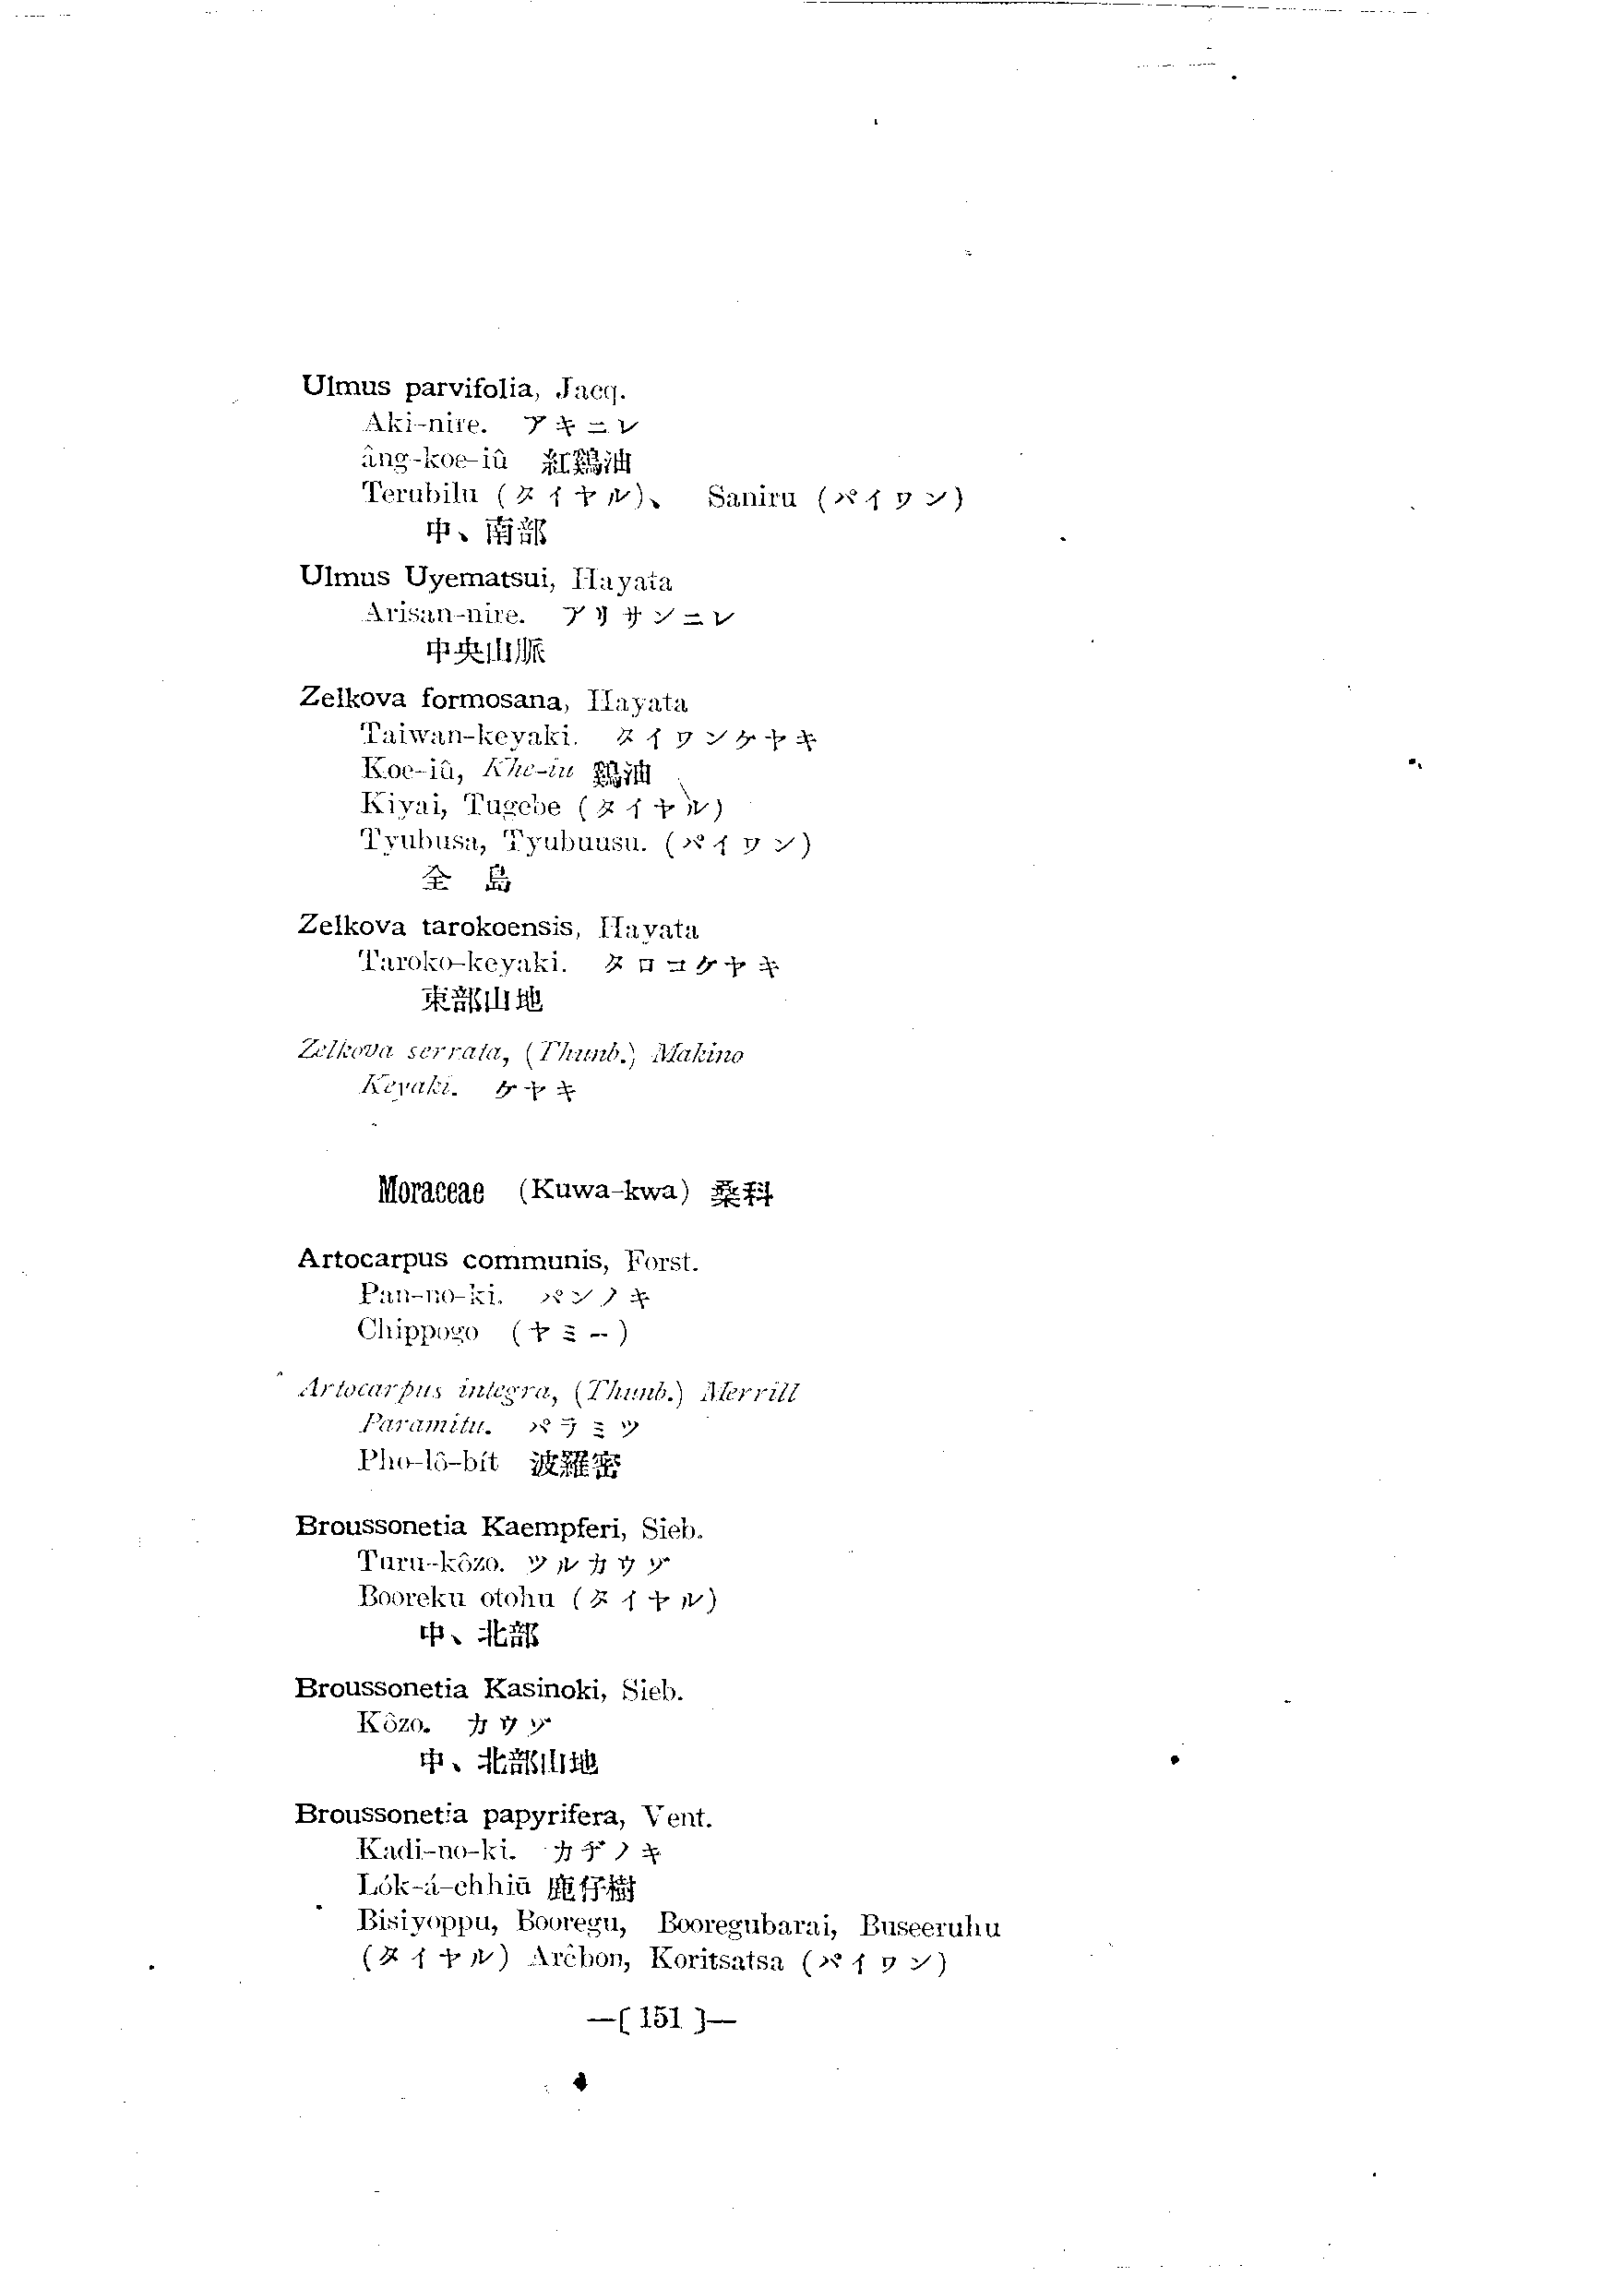 Ulmus parvifolia, Jacq.
Aki-nire. アキニレ
âng-koe-iû 紅鷄油
Terubilu (タイヤル)、 Saniru (パイワン)
中、南部
Ulmus Uyematsui, Hayata
Arisan-nire. アリサンニレ
中央山脈
Zelkova formosana, Hayata
Taiwan-keyaki. タイワンケヤキ
Koe-iû, Khe-iu 鷄油
Kiyai, Tugebe (タイヤル)
Tyubusa, Tyubuusu. (パイワン)
全 島
Zelkova tarokoensis, Hayata
Taroko-keyaki. タロコケヤキ
東部山地
Zelkova serrata, (Thunb.) Makino
Keyaki. ケヤキ
Moraceae (Kuwa-kwa) 桑科
Artocarpus communis, Forst.
Pan-no-ki. パンノキ
Chippogo (ヤミー)
Artocarpus integra, (Thunb.) Merrill
Paramitu. パラミツ
Pho-lô-bít 波羅密
Broussonetia Kaempferi, Sieb.
Turu-kôzo. ツルカウゾ
Booreku otohu (タイヤル)
中、北部
Broussonetia Kasinoki, Sieb.
Kôzo. カウゾ
中、北部山地
Broussonetia papyrifera, Vent.
Kadi-no-ki. カヂノキ
Lók-á-chhiū 鹿仔樹
Bisiyoppu, Booregu, Booregubarai, Buseeruhu
(タイヤル) Arêbon, Koritsatsa (パイワン)
—[ 151 ]—